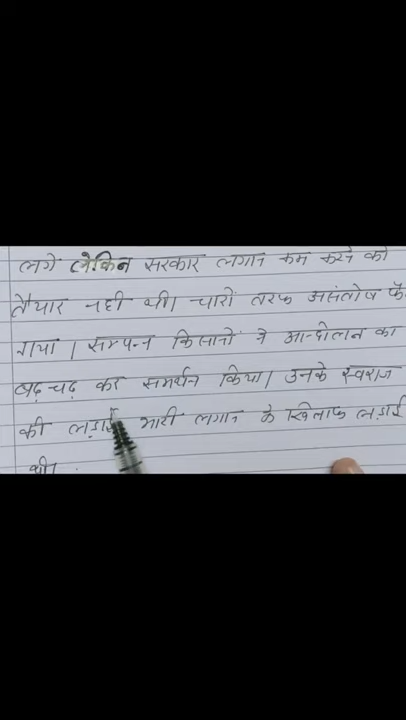 लगे लेकिन सरकार लगान कम करने को
तैयार नही थी। चारों तरफ असंतोष फै
गया। सम्पन्न किसानों ने आन्दोलन का
बढ़-चढ़ कर समर्थन किया। उनके स्वराज
की लड़ाई भारी लगान के खिलाफ लड़ाई
थी।